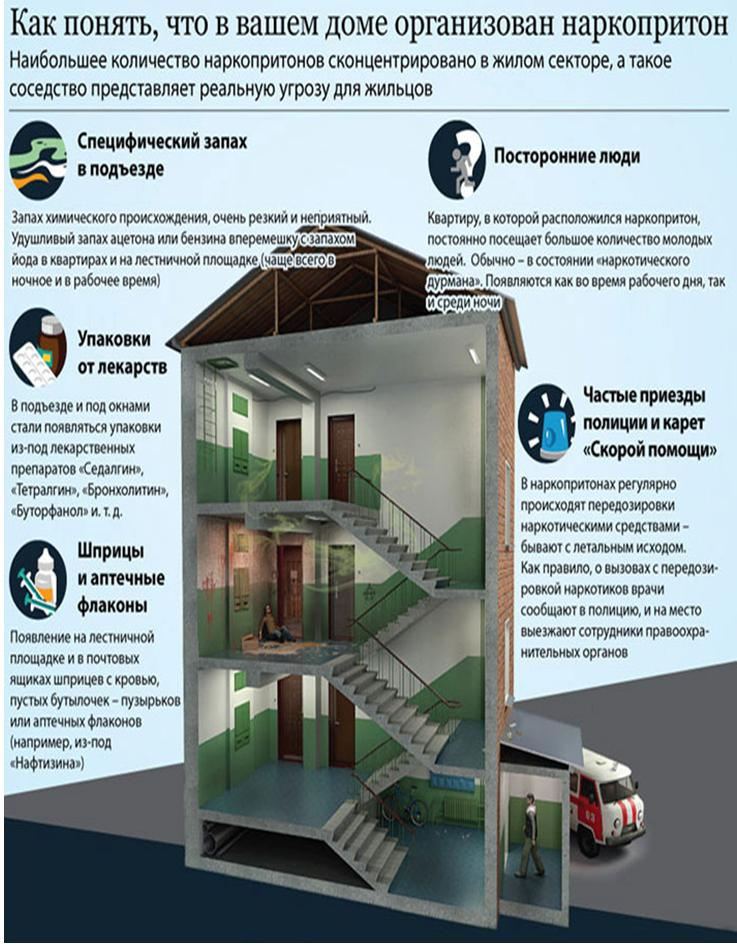 Как понять, что в вашем доме организован наркопритон
Наибольшее количество наркопритонов сконцентрировано в жилом секторе, а такое
соседство представляет реальную угрозу для жильцов
Специфический запах
в подъезде
Запах химического происхождения, очень резкий и неприятный.
Удушливый запах ацетона или бензина вперемешку с запахом
йода в квартирах и на лестничной площадке (чаще всего в
ночное и в рабочее время)
Посторонние люди
Квартиру, в которой расположился наркопритон,
постоянно посещает большое количество молодых
людей. Обычно – в состоянии «наркотического
дурмана». Появляются как во время рабочего дня, так
и среди ночи
Упаковки
от лекарств
В подъезде и под окнами
стали появляться упаковки
из-под лекарственных
препаратов «Седалгин»,
«Тетралгин», «Бронхолитин»,
«Буторфанол» и. т. д.
Частые приезды
полиции и карет
«Скорой помощи»
В наркопритонах регулярно
происходят передозировки
наркотическими средствами –
бывают с летальным исходом.
Как правило, о вызовах с передози-
ровкой наркотиков врачи
сообщают в полицию, и на место
выезжают сотрудники правоохра-
нительных органов
Шприцы
и аптечные
флаконы
Появление на лестничной
площадке и в почтовых
ящиках шприцев с кровью,
пустых бутылочек – пузырьков
или аптечных флаконов
(например, из-под
«Нафтизина»)
03